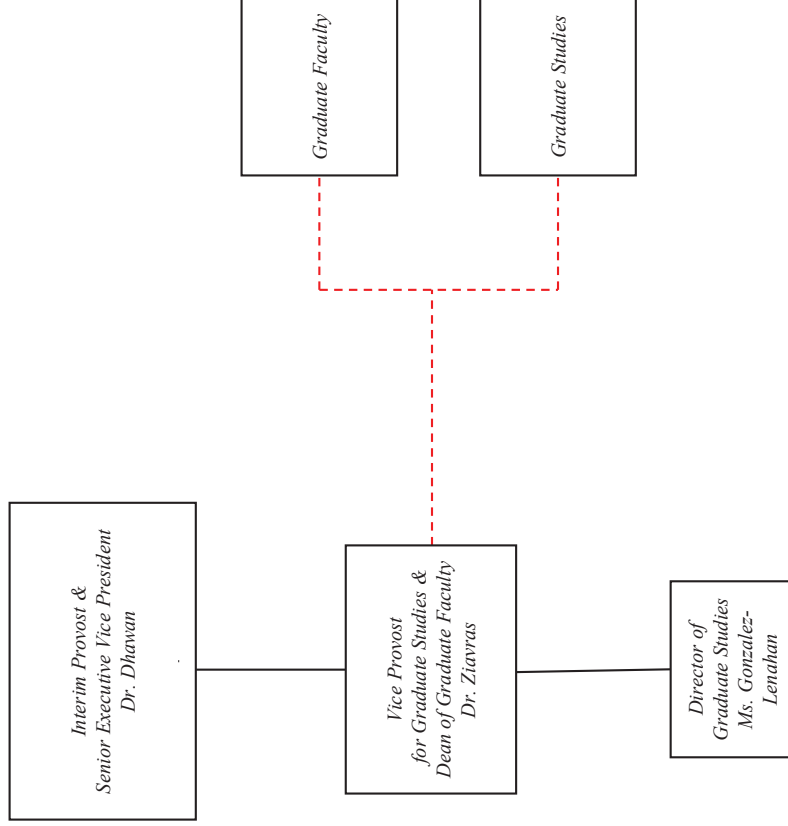 Interim Provost &
Senior Executive Vice President
Dr. Dhawan
Vice Provost
for Graduate Studies &
Dean of Graduate Faculty
Dr. Ziavras
Director of
Graduate Studies
Ms. Gonzalez-
Lenahan
Graduate Faculty
Graduate Studies